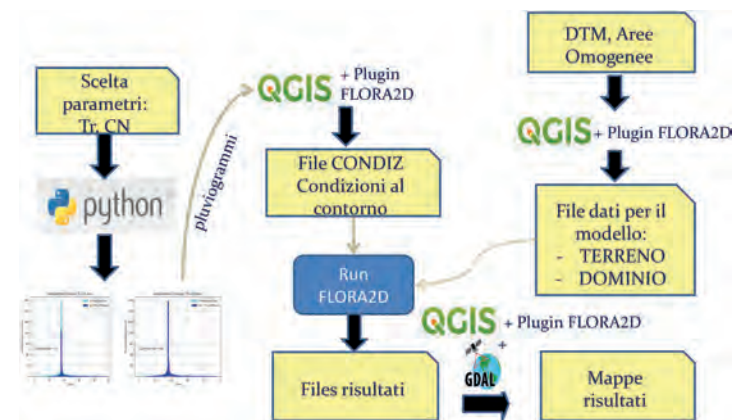 Scelta
parametri:
Tr, CN
python
pluviogrammi
QGIS + Plugin
FLORA2D
File CONDIZ
Condizioni al
contorno
Run
FLORA2D
Files risultati
DTM, Aree
Omogenee
QGIS + Plugin FLORA2D
File dati per il
modello:
- TERRENO
- DOMINIO
QGIS + Plugin FLORA2D
+
GDAL
Mappe
risultati